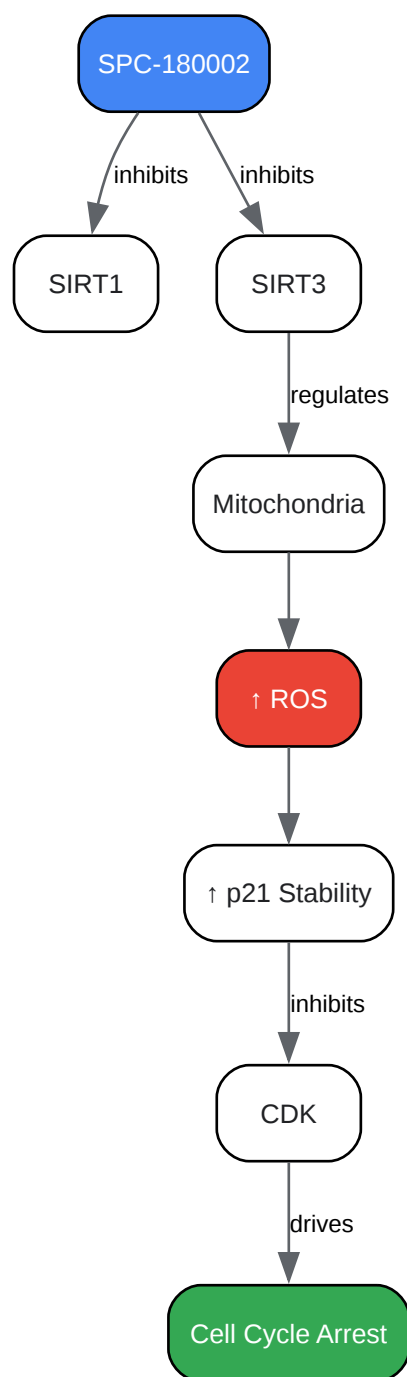 SPC-180002
inhibits inhibits
SIRT1 SIRT3
regulates
Mitochondria
↑ ROS
↑ p21 Stability
inhibits
CDK
drives
Cell Cycle Arrest